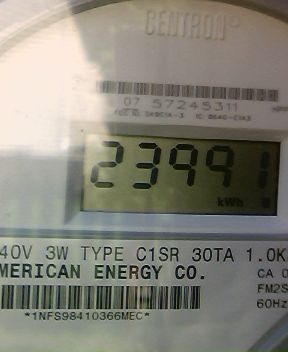 CENTRON®
07 57245311
23991
kWh
40V 3W TYPE C1SR 30TA 1.0K
MERICAN ENERGY CO.
CA 0
FM2S
60Hz
*1NFS98410366MEC*